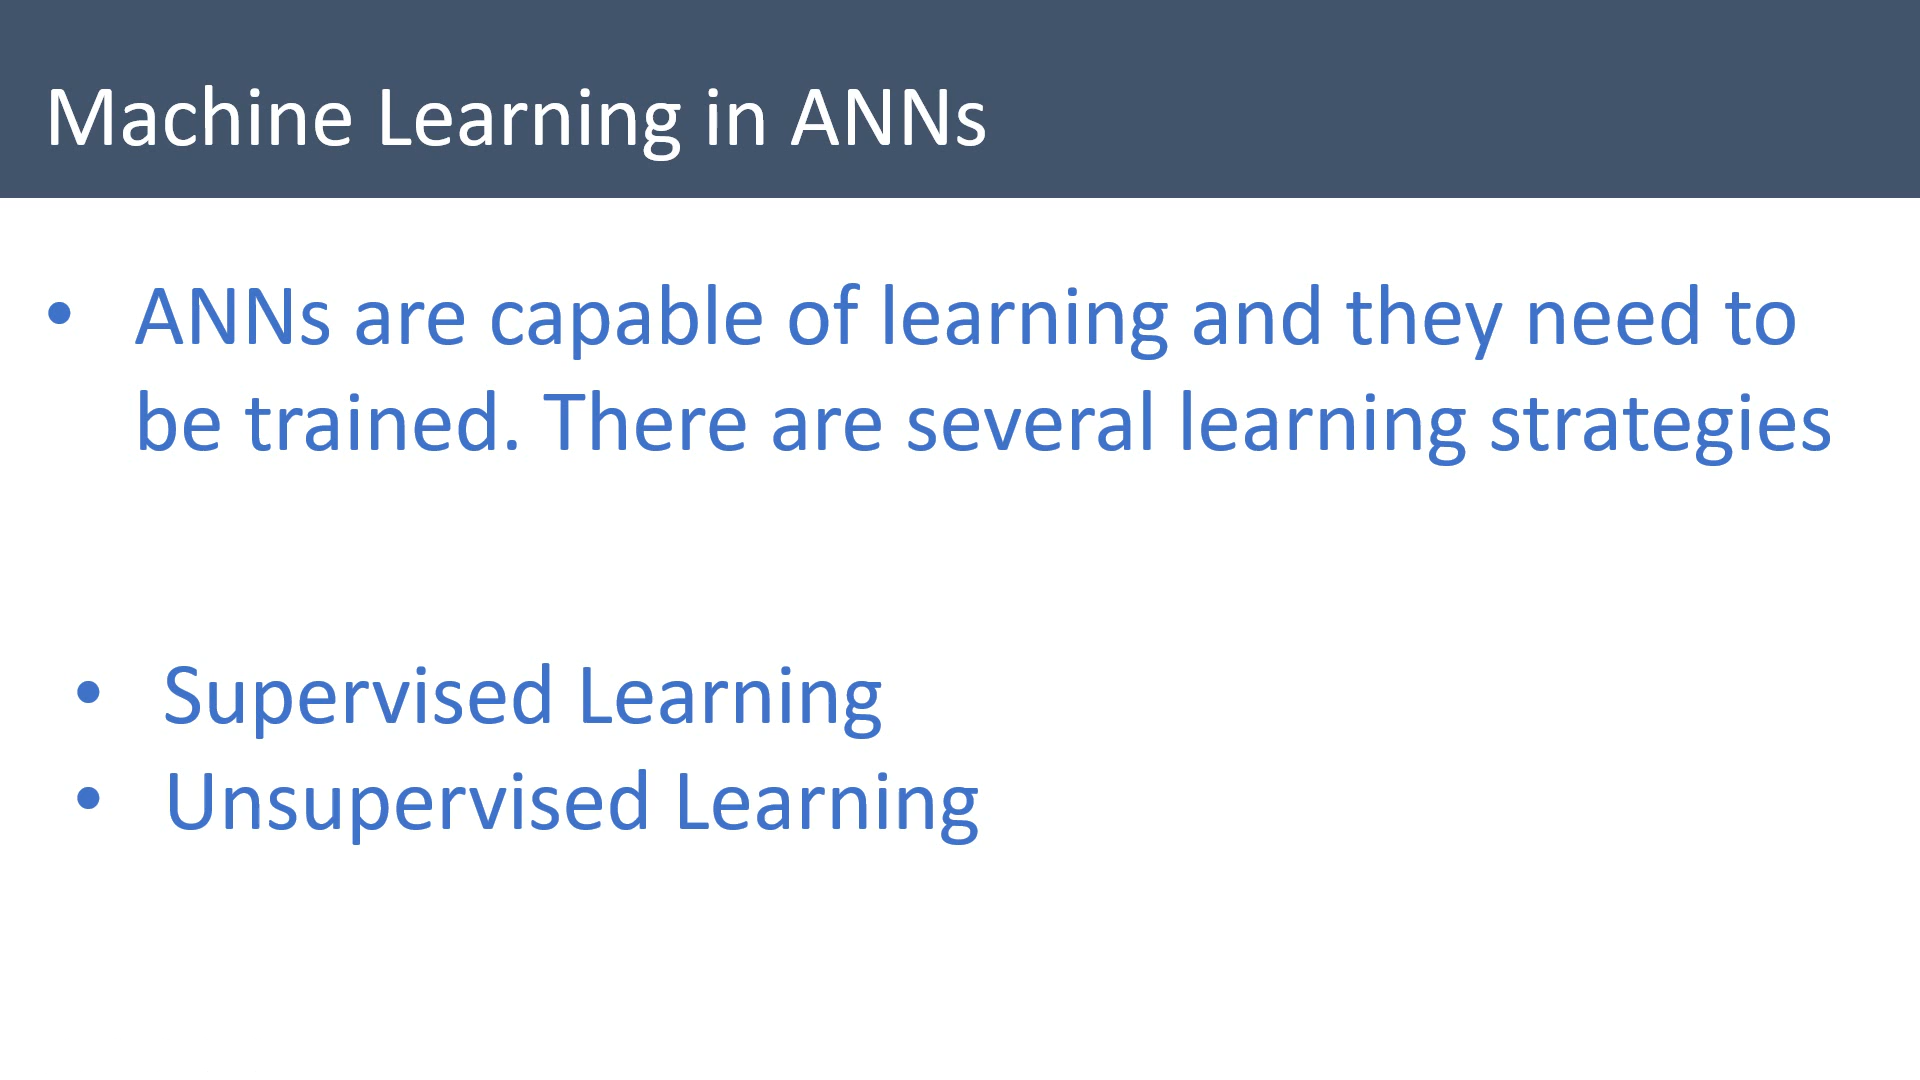 Machine Learning in ANNs
• ANNs are capable of learning and they need to
be trained. There are several learning strategies
• Supervised Learning
• Unsupervised Learning